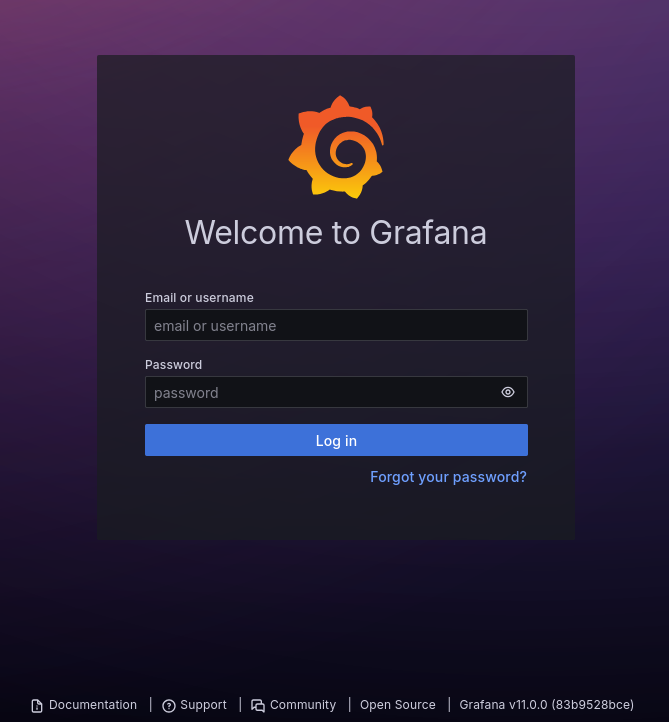 Welcome to Grafana
Email or username
email or username
Password
password
Log in
Forgot your password?
Documentation | Support | Community | Open Source | Grafana v11.0.0 (83b9528bce)